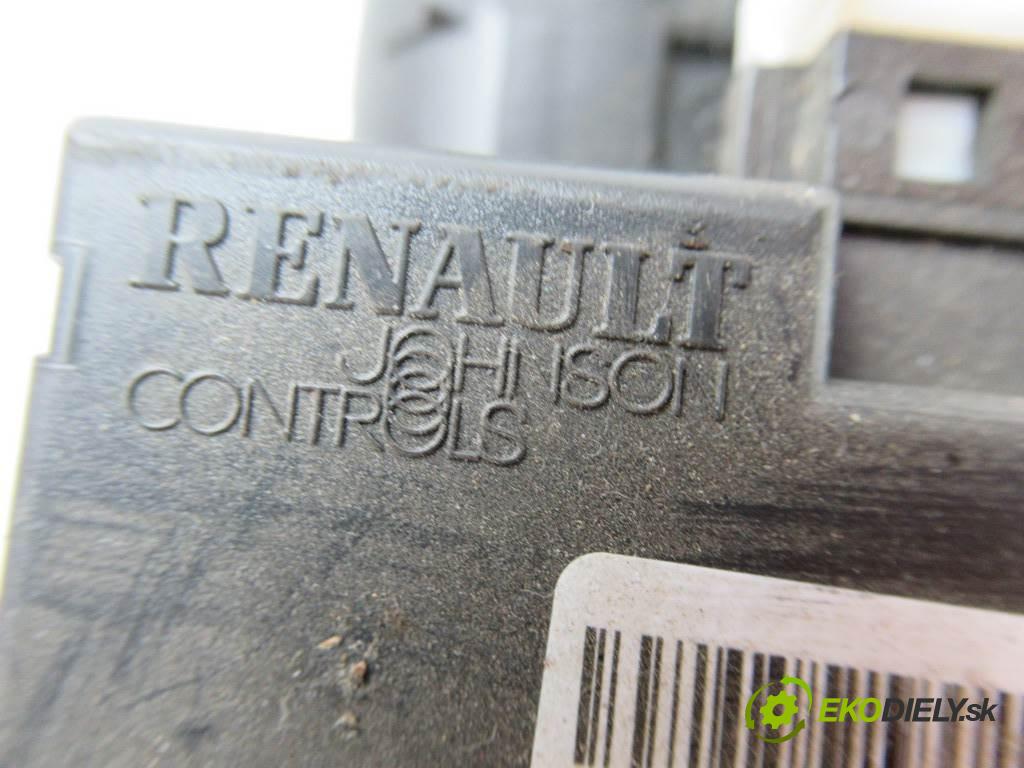 RENAULT
JOHNSON
CONTROLS
EKODIELY.sk